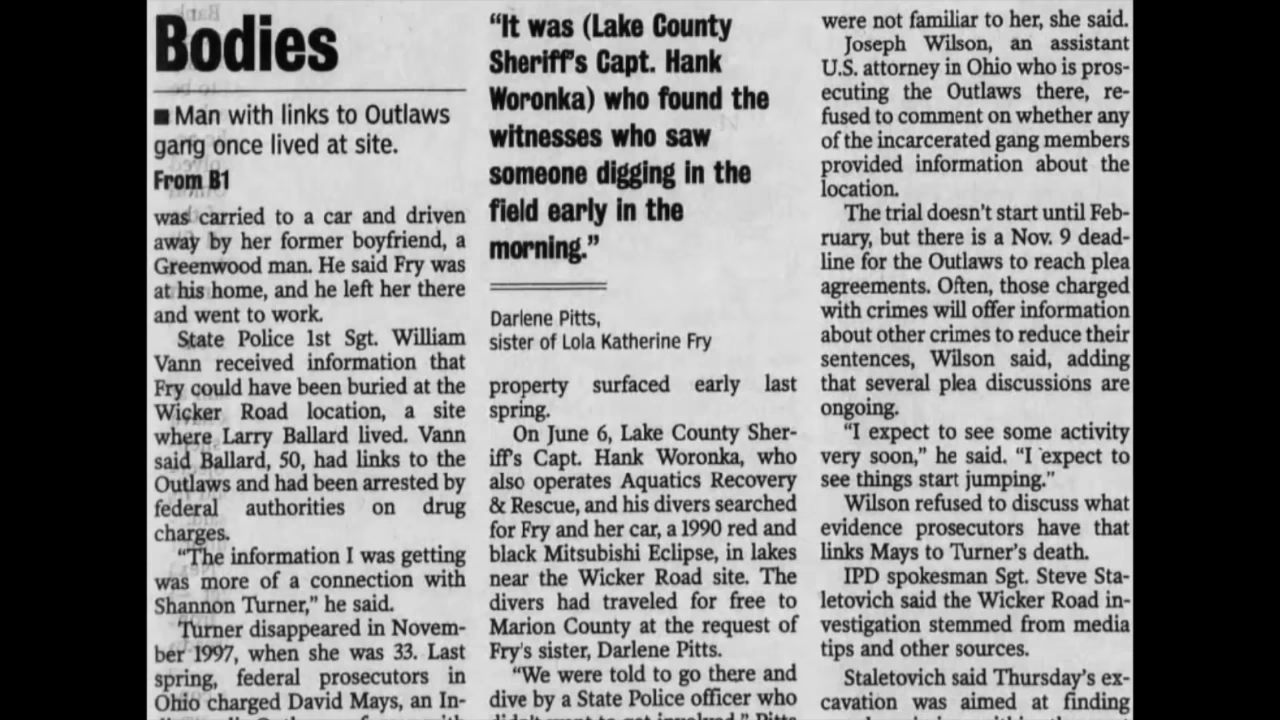 Bodies
■ Man with links to Outlaws
gang once lived at site.
From B1
was carried to a car and driven
away by her former boyfriend, a
Greenwood man. He said Fry was
at his home, and he left her there
and went to work.
State Police 1st Sgt. William
Vann received information that
Fry could have been buried at the
Wicker Road location, a site
where Larry Ballard lived. Vann
said Ballard, 50, had links to the
Outlaws and had been arrested by
federal authorities on drug
charges.
“The information I was getting
was more of a connection with
Shannon Turner,” he said.
Turner disappeared in Novem-
ber 1997, when she was 33. Last
spring, federal prosecutors in
Ohio charged David Mays, an In-
“It was (Lake County
Sheriff’s Capt. Hank
Woronka) who found the
witnesses who saw
someone digging in the
field early in the
morning.”
Darlene Pitts,
sister of Lola Katherine Fry
property surfaced early last
spring.
On June 6, Lake County Sher-
iff’s Capt. Hank Woronka, who
also operates Aquatics Recovery
& Rescue, and his divers searched
for Fry and her car, a 1990 red and
black Mitsubishi Eclipse, in lakes
near the Wicker Road site. The
divers had traveled for free to
Marion County at the request of
Fry's sister, Darlene Pitts.
“We were told to go there and
dive by a State Police officer who
were not familiar to her, she said.
Joseph Wilson, an assistant
U.S. attorney in Ohio who is pros-
ecuting the Outlaws there, re-
fused to comment on whether any
of the incarcerated gang members
provided information about the
location.
The trial doesn’t start until Feb-
ruary, but there is a Nov. 9 dead-
line for the Outlaws to reach plea
agreements. Often, those charged
with crimes will offer information
about other crimes to reduce their
sentences, Wilson said, adding
that several plea discussions are
ongoing.
“I expect to see some activity
very soon,” he said. “I expect to
see things start jumping.”
Wilson refused to discuss what
evidence prosecutors have that
links Mays to Turner’s death.
IPD spokesman Sgt. Steve Sta-
letovich said the Wicker Road in-
vestigation stemmed from media
tips and other sources.
Staletovich said Thursday’s ex-
cavation was aimed at finding